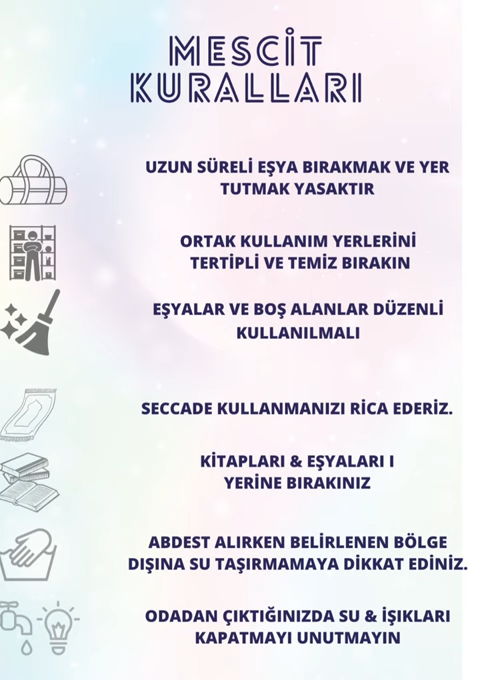 MESCİT
KURALLARI
UZUN SÜRELİ EŞYA BIRAKMAK VE YER
TUTMAK YASAKTIR
ORTAK KULLANIM YERLERİNİ
TERTİPLİ VE TEMİZ BIRAKIN
EŞYALAR VE BOŞ ALANLAR DÜZENLİ
KULLANILMALI
SECCADE KULLANMANIZI RİCA EDERİZ.
KİTAPLARI & EŞYALARI I
YERİNE BIRAKINIZ
ABDEST ALIRKEN BELİRLENEN BÖLGE
DIŞINA SU TAŞIRMAMAYA DİKKAT EDİNİZ.
ODADAN ÇIKTIĞINIZDA SU & İŞIKLARI
KAPATMAYI UNUTMAYIN